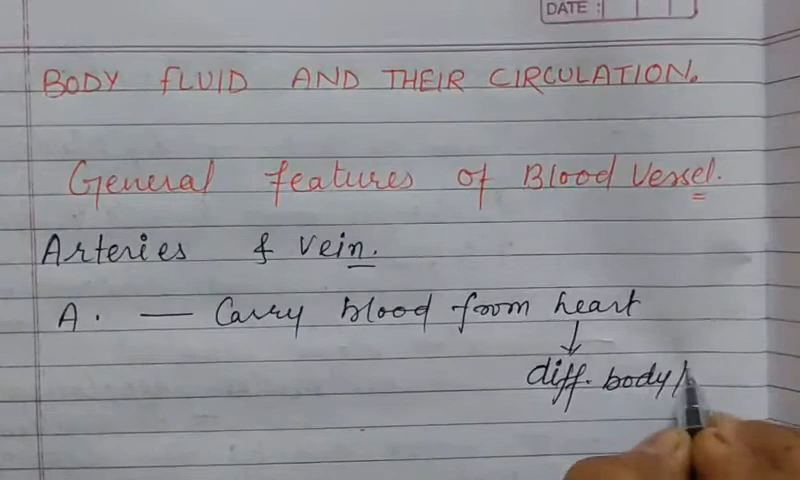 DATE :
BODY FLUID AND THEIR CIRCULATION.
General features of Blood Vessel.
Arteries & vein.
A. — Carry blood from heart
↓
diff. body